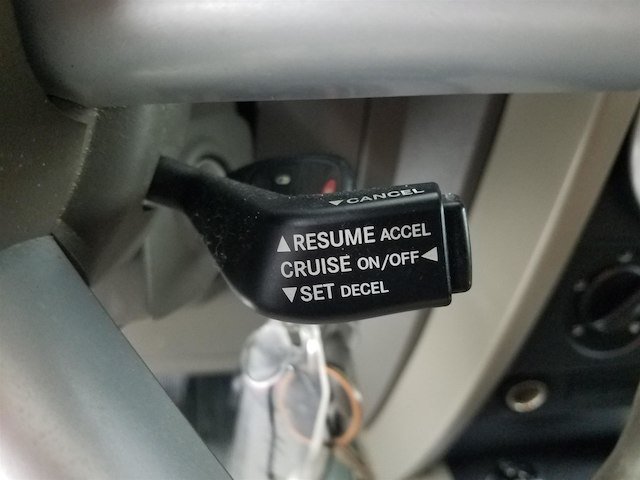 ▼CANCEL
▲RESUME ACCEL
CRUISE ON/OFF◀
▼SET DECEL